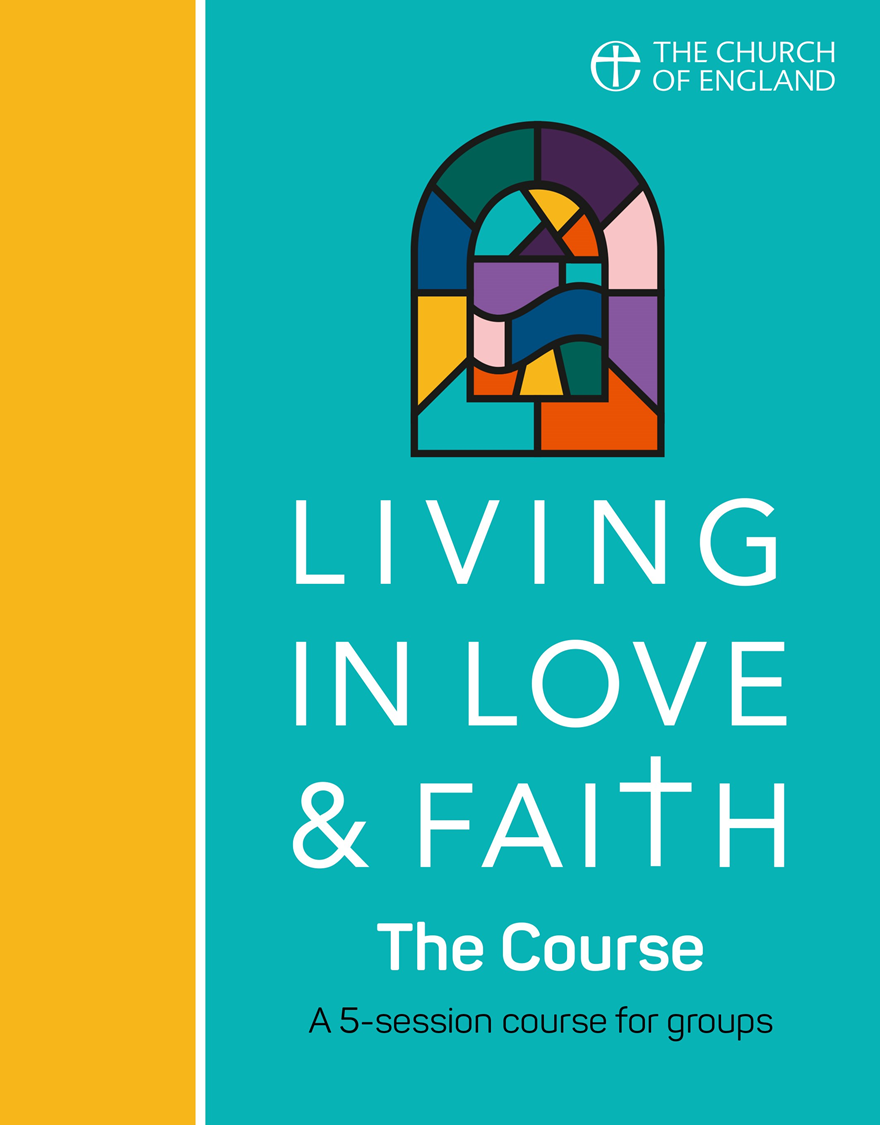 THE CHURCH
OF ENGLAND
LIVING
IN LOVE
& FAITH
The Course
A 5-session course for groups